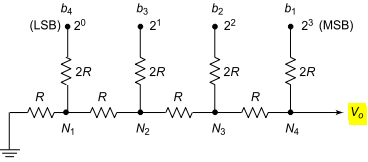 b₄ b₃ b₂ b₁
(LSB) 2⁰ 2¹ 2² 2³ (MSB)
2R 2R 2R 2R
R R R R Vₒ
N₁ N₂ N₃ N₄